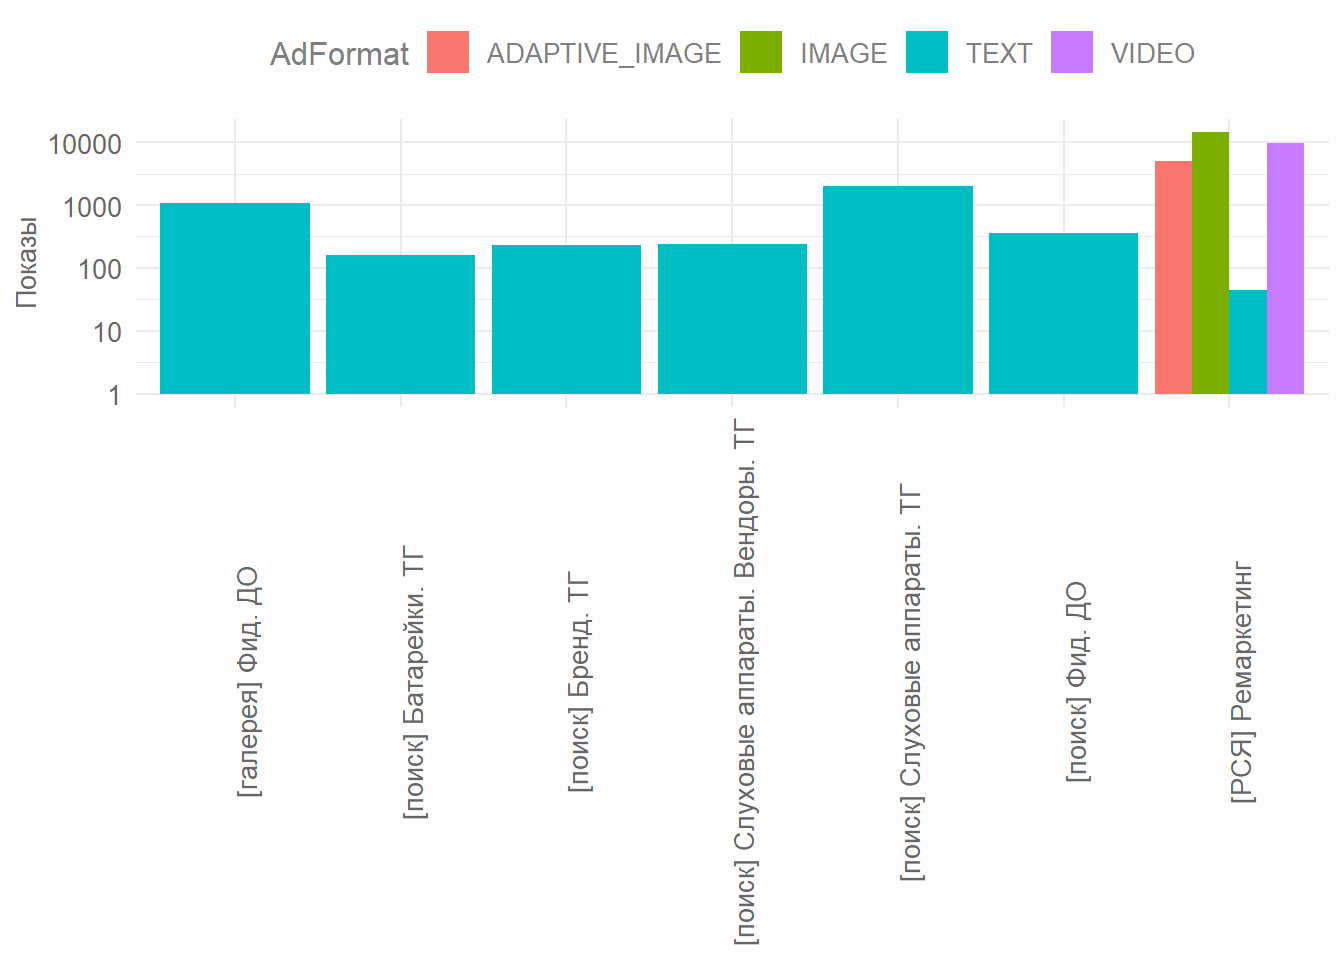 AdFormat ADAPTIVE_IMAGE IMAGE TEXT VIDEO
Показы
10000
1000
100
10
1
[галерея] Фид. ДО
[поиск] Батарейки. ТГ
[поиск] Бренд. ТГ
[поиск] Слуховые аппараты. Вендоры. ТГ
[поиск] Слуховые аппараты. ТГ
[поиск] Фид. ДО
[РСЯ] Ремаркетинг